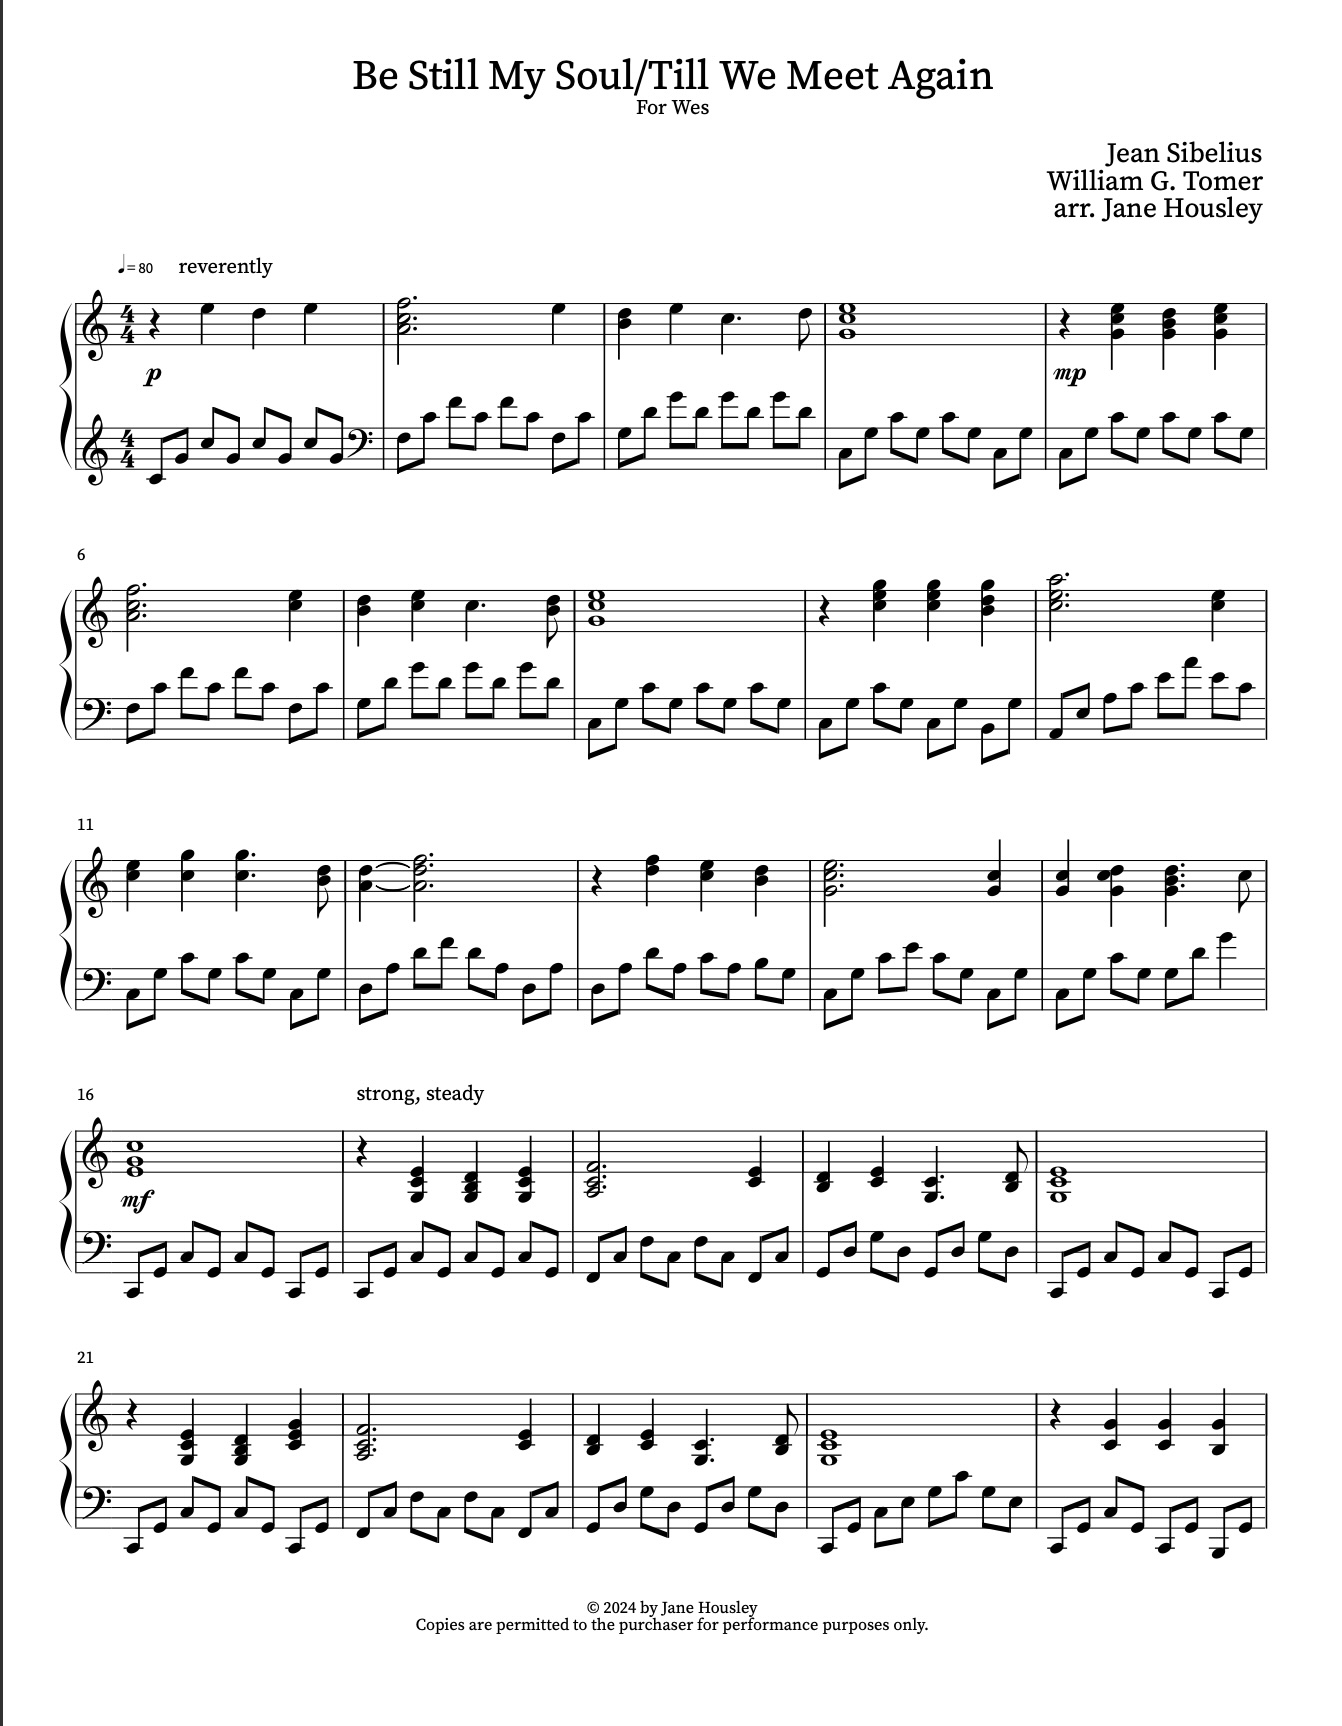 Be Still My Soul/Till We Meet Again
For Wes
Jean Sibelius
William G. Tomer
arr. Jane Housley
♩= 80 reverently
4 4
p
mp
4 4
6
11
16
strong, steady
mf
21
© 2024 by Jane Housley
Copies are permitted to the purchaser for performance purposes only.